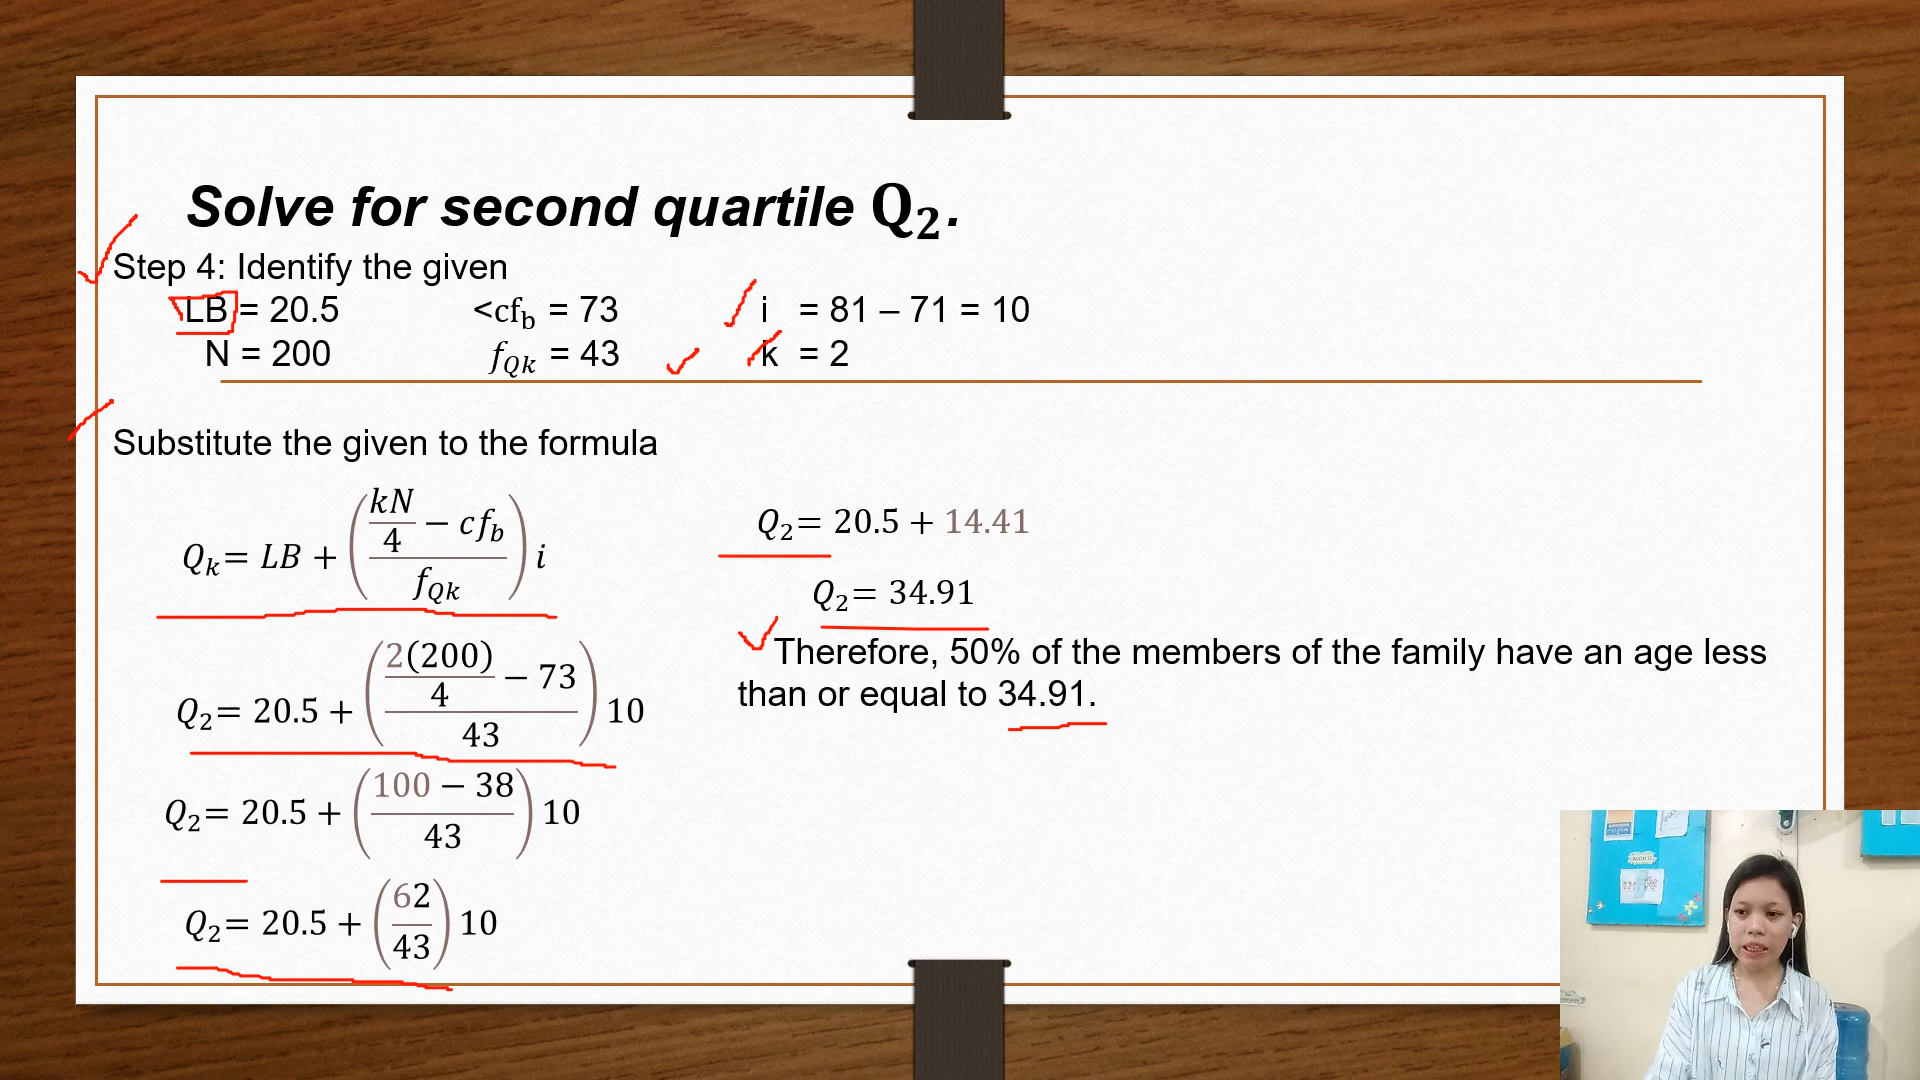 Solve for second quartile Q₂.
Step 4: Identify the given
LB = 20.5 <cf_b = 73 i = 81 – 71 = 10
N = 200 f_Qk = 43 k = 2
Substitute the given to the formula
Q_k = LB + ((kN/4 − cf_b)/f_Qk) i
Q₂ = 20.5 + ((2(200)/4 − 73)/43) 10
Q₂ = 20.5 + ((100 − 38)/43) 10
Q₂ = 20.5 + (62/43) 10
Q₂ = 20.5 + 14.41
Q₂ = 34.91
Therefore, 50% of the members of the family have an age less
than or equal to 34.91.